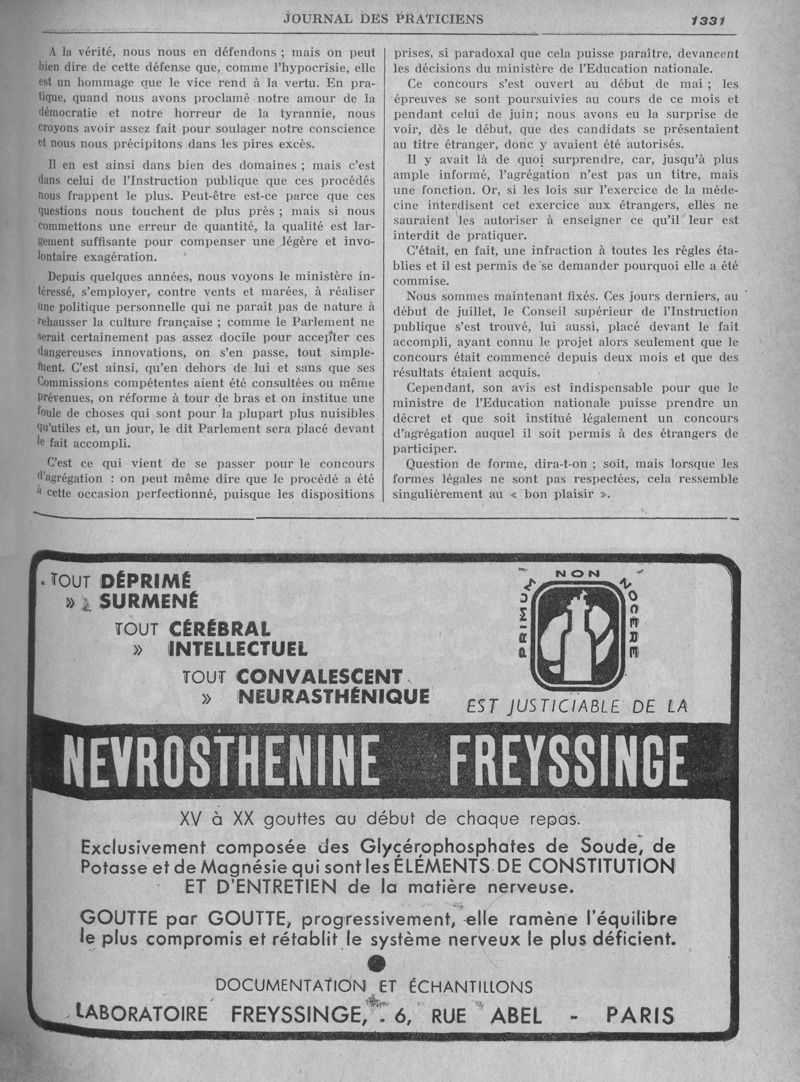 JOURNAL DES PRATICIENS 1331
A la vérité, nous nous en défendons ; mais on peut
bien dire de cette défense que, comme l'hypocrisie, elle
est un hommage que le vice rend à la vertu. En pra-
tique, quand nous avons proclamé notre amour de la
démocratie et notre horreur de la tyrannie, nous
croyons avoir assez fait pour soulager notre conscience
et nous nous précipitons dans les pires excès.
Il en est ainsi dans bien des domaines ; mais c'est
dans celui de l'Instruction publique que ces procédés
nous frappent le plus. Peut-être est-ce parce que ces
questions nous touchent de plus près ; mais si nous
commettons une erreur de quantité, la qualité est lar-
gement suffisante pour compenser une légère et invo-
lontaire exagération.
Depuis quelques années, nous voyons le ministère in-
téressé, s'employer, contre vents et marées, à réaliser
une politique personnelle qui ne paraît pas de nature à
rehausser la culture française ; comme le Parlement ne
serait certainement pas assez docile pour accepter ces
dangereuses innovations, on s'en passe, tout simple-
ment. C'est ainsi, qu'en dehors de lui et sans que ses
Commissions compétentes aient été consultées ou même
prévenues, on réforme à tour de bras et on institue une
foule de choses qui sont pour la plupart plus nuisibles
qu'utiles et, un jour, le dit Parlement sera placé devant
le fait accompli.
C'est ce qui vient de se passer pour le concours
d'agrégation : on peut même dire que le procédé a été
à cette occasion perfectionné, puisque les dispositions
prises, si paradoxal que cela puisse paraître, devancent
les décisions du ministère de l'Education nationale.
Ce concours s'est ouvert au début de mai ; les
épreuves se sont poursuivies au cours de ce mois et
pendant celui de juin; nous avons eu la surprise de
voir, dès le début, que des candidats se présentaient
au titre étranger, donc y avaient été autorisés.
Il y avait là de quoi surprendre, car, jusqu'à plus
ample informé, l'agrégation n'est pas un titre, mais
une fonction. Or, si les lois sur l'exercice de la méde-
cine interdisent cet exercice aux étrangers, elles ne
sauraient les autoriser à enseigner ce qu'il leur est
interdit de pratiquer.
C'était, en fait, une infraction à toutes les règles éta-
blies et il est permis de se demander pourquoi elle a été
commise.
Nous sommes maintenant fixés. Ces jours derniers, au
début de juillet, le Conseil supérieur de l'Instruction
publique s'est trouvé, lui aussi, placé devant le fait
accompli, ayant connu le projet alors seulement que le
concours était commencé depuis deux mois et que des
résultats étaient acquis.
Cependant, son avis est indispensable pour que le
ministre de l'Education nationale puisse prendre un
décret et que soit institué légalement un concours
d'agrégation auquel il soit permis à des étrangers de
participer.
Question de forme, dira-t-on ; soit, mais lorsque les
formes légales ne sont pas respectées, cela ressemble
singulièrement au « bon plaisir ».
TOUT DÉPRIMÉ
» SURMENÉ
TOUT CÉRÉBRAL
» INTELLECTUEL
TOUT CONVALESCENT
» NEURASTHÉNIQUE
PRIMUM NON NOCERE
EST JUSTICIABLE DE LA
NEVROSTHENINE FREYSSINGE
XV à XX gouttes au début de chaque repas.
Exclusivement composée des Glycérophosphates de Soude, de
Potasse et de Magnésie qui sont les ÉLÉMENTS DE CONSTITUTION
ET D'ENTRETIEN de la matière nerveuse.
GOUTTE par GOUTTE, progressivement, elle ramène l'équilibre
le plus compromis et rétablit le système nerveux le plus déficient.
DOCUMENTATION ET ÉCHANTILLONS
LABORATOIRE FREYSSINGE, . 6, RUE ABEL - PARIS